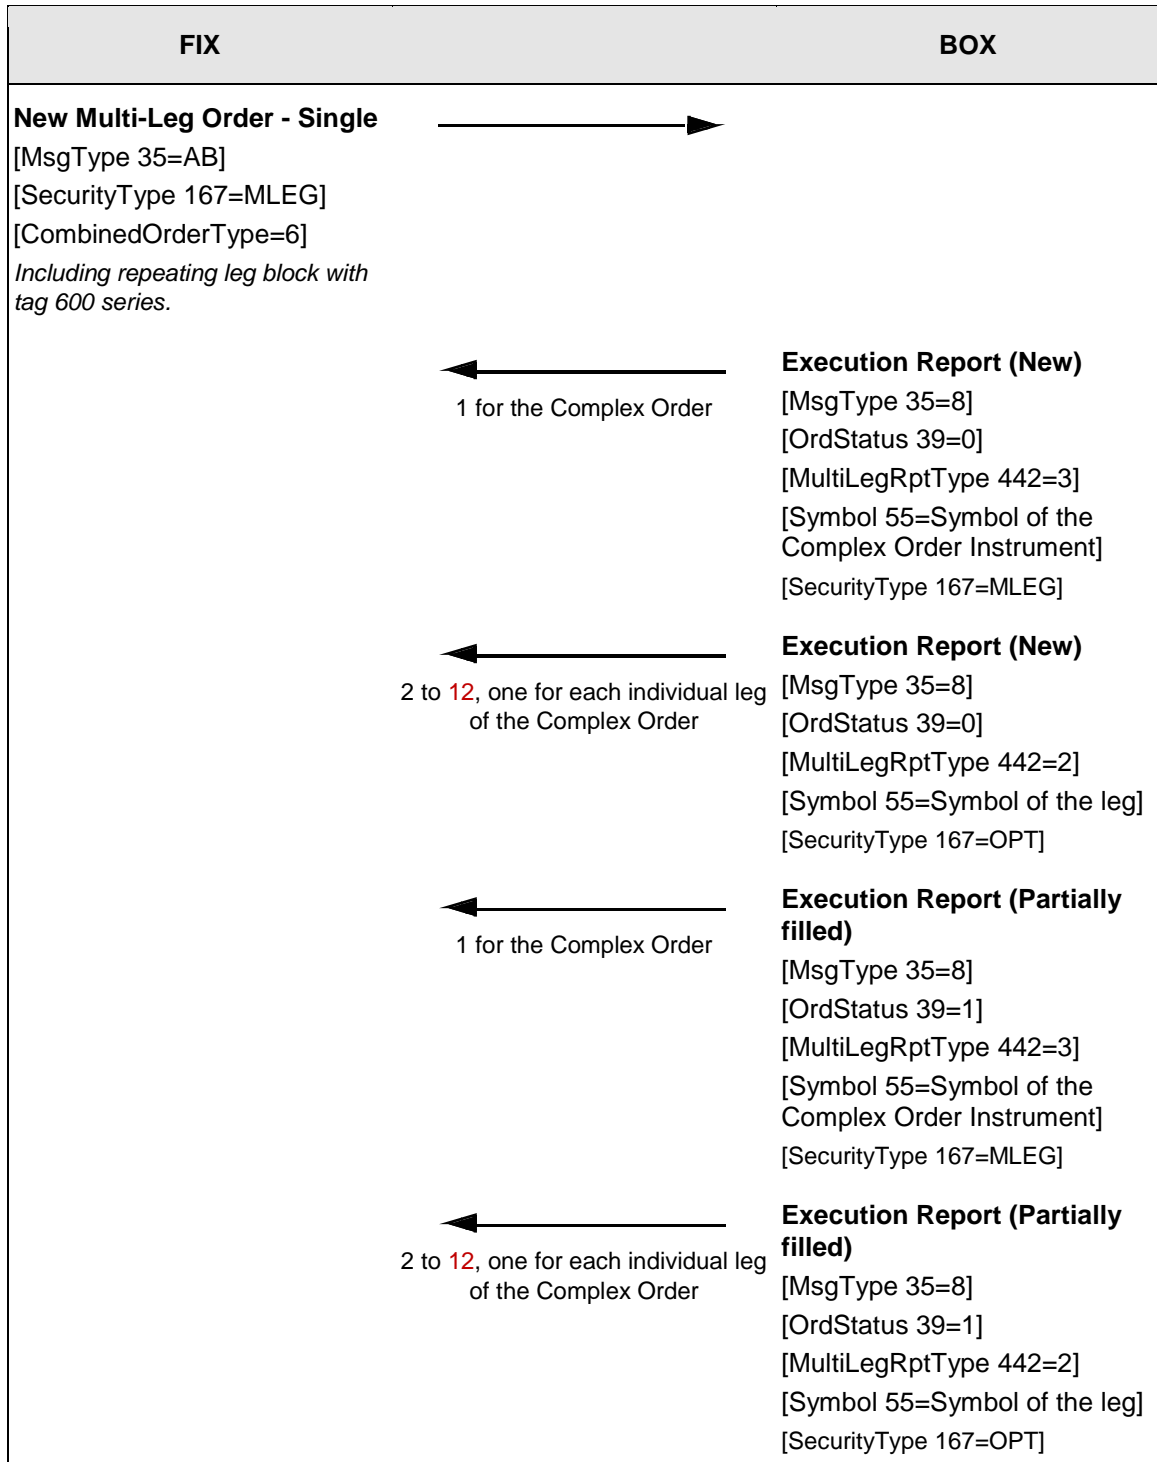 FIX
BOX
New Multi-Leg Order - Single
[MsgType 35=AB]
[SecurityType 167=MLEG]
[CombinedOrderType=6]
Including repeating leg block with
tag 600 series.
1 for the Complex Order
Execution Report (New)
[MsgType 35=8]
[OrdStatus 39=0]
[MultiLegRptType 442=3]
[Symbol 55=Symbol of the
Complex Order Instrument]
[SecurityType 167=MLEG]
2 to 12, one for each individual leg
of the Complex Order
Execution Report (New)
[MsgType 35=8]
[OrdStatus 39=0]
[MultiLegRptType 442=2]
[Symbol 55=Symbol of the leg]
[SecurityType 167=OPT]
1 for the Complex Order
Execution Report (Partially
filled)
[MsgType 35=8]
[OrdStatus 39=1]
[MultiLegRptType 442=3]
[Symbol 55=Symbol of the
Complex Order Instrument]
[SecurityType 167=MLEG]
2 to 12, one for each individual leg
of the Complex Order
Execution Report (Partially
filled)
[MsgType 35=8]
[OrdStatus 39=1]
[MultiLegRptType 442=2]
[Symbol 55=Symbol of the leg]
[SecurityType 167=OPT]